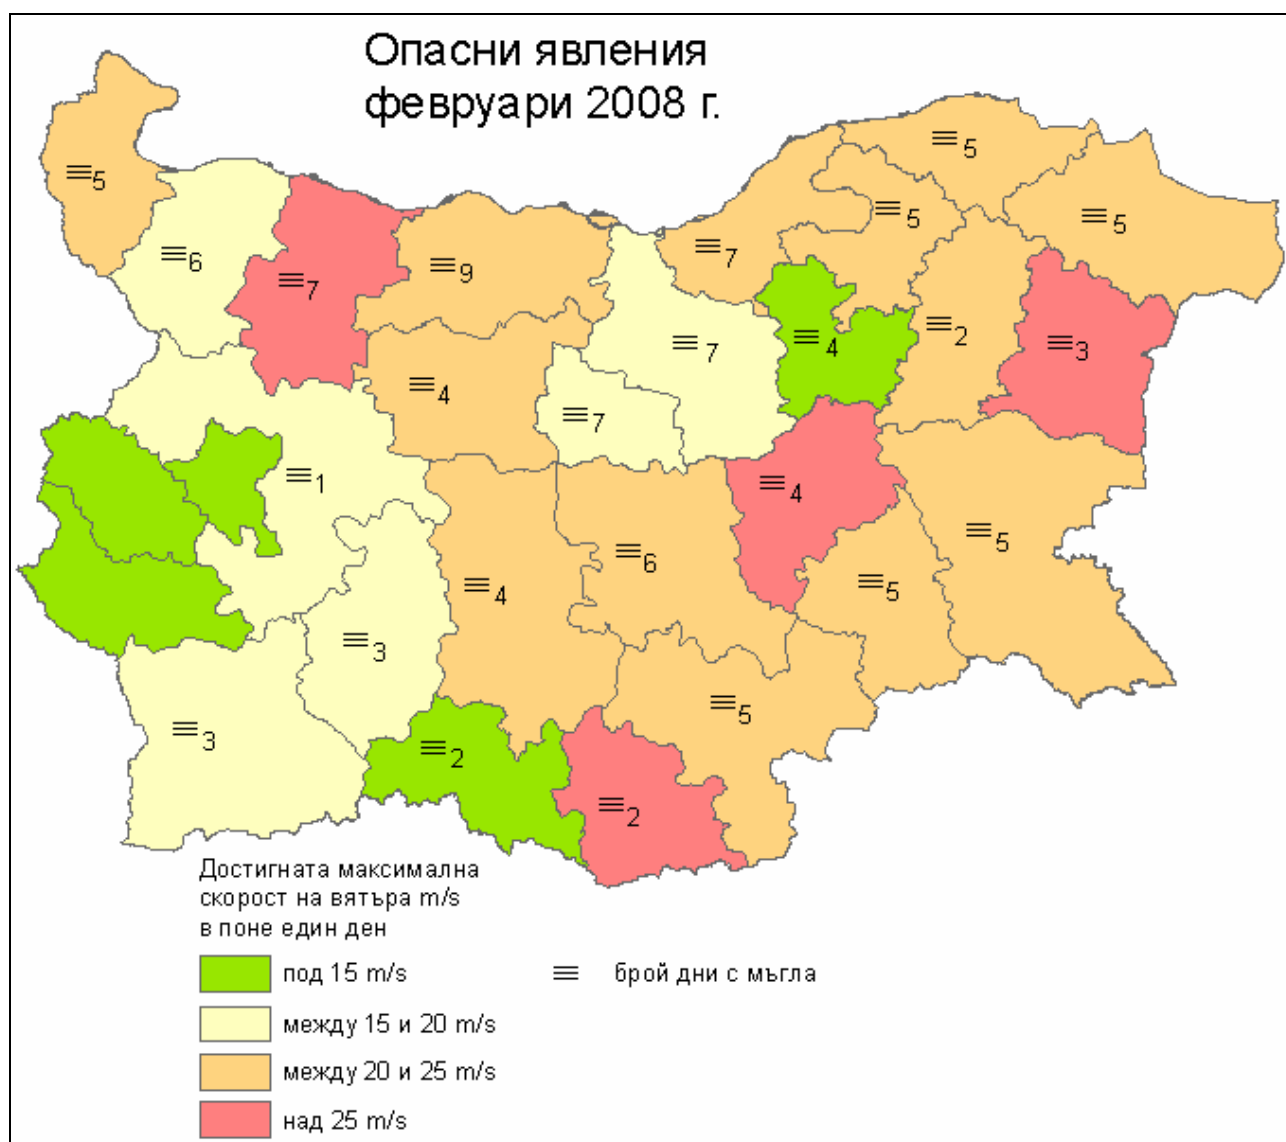 Опасни явления
февруари 2008 г.
≡5
≡5
≡5
≡5
≡6
≡7
≡9
≡7
≡2
≡3
≡7
≡4
≡4
≡7
≡1
≡4
≡5
≡6
≡4
≡5
≡3
≡5
≡3
≡2
≡2
Достигната максимална
скорост на вятъра m/s
в поне един ден
под 15 m/s
≡ брой дни с мъгла
между 15 и 20 m/s
между 20 и 25 m/s
над 25 m/s